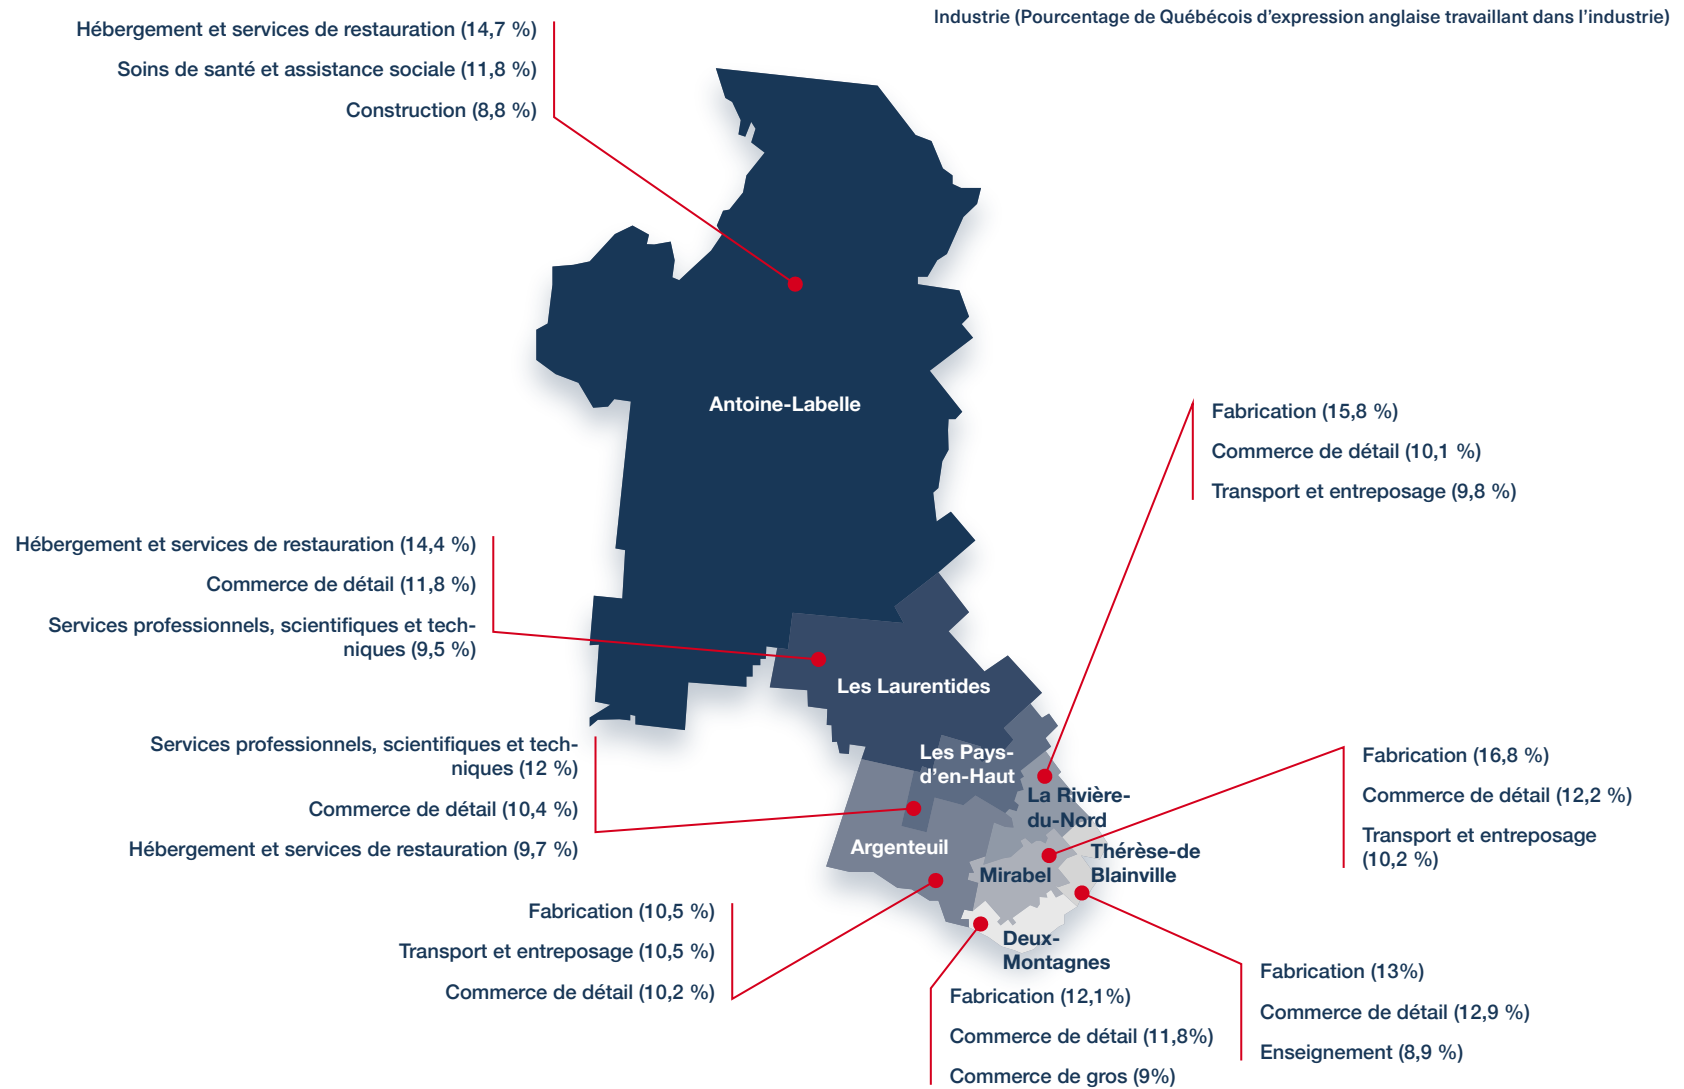 Industrie (Pourcentage de Québécois d’expression anglaise travaillant dans l’industrie)
Hébergement et services de restauration (14,7 %)
Soins de santé et assistance sociale (11,8 %)
Construction (8,8 %)
Antoine-Labelle
Fabrication (15,8 %)
Commerce de détail (10,1 %)
Transport et entreposage (9,8 %)
Hébergement et services de restauration (14,4 %)
Commerce de détail (11,8 %)
Services professionnels, scientifiques et tech-
niques (9,5 %)
Les Laurentides
Services professionnels, scientifiques et tech-
niques (12 %)
Commerce de détail (10,4 %)
Hébergement et services de restauration (9,7 %)
Les Pays-
d’en-Haut
La Rivière-
du-Nord
Fabrication (16,8 %)
Commerce de détail (12,2 %)
Transport et entreposage
(10,2 %)
Argenteuil
Mirabel
Thérèse-de
Blainville
Fabrication (10,5 %)
Transport et entreposage (10,5 %)
Commerce de détail (10,2 %)
Deux-
Montagnes
Fabrication (12,1%)
Commerce de détail (11,8%)
Commerce de gros (9%)
Fabrication (13%)
Commerce de détail (12,9 %)
Enseignement (8,9 %)